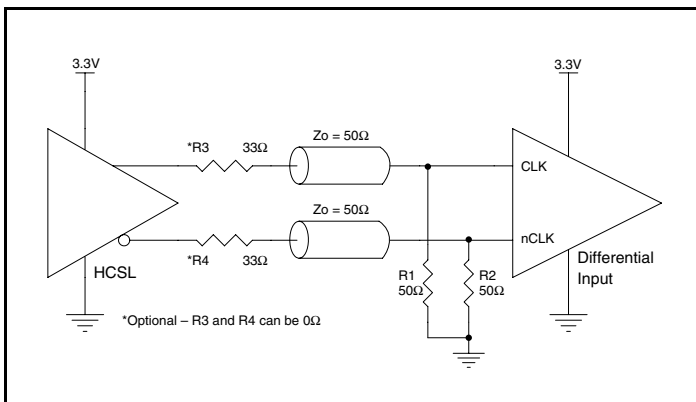 3.3V
3.3V
*R3 33Ω
Zo = 50Ω
CLK
Zo = 50Ω
nCLK
HCSL
*R4 33Ω
R1
50Ω
R2
50Ω
Differential
Input
*Optional – R3 and R4 can be 0Ω